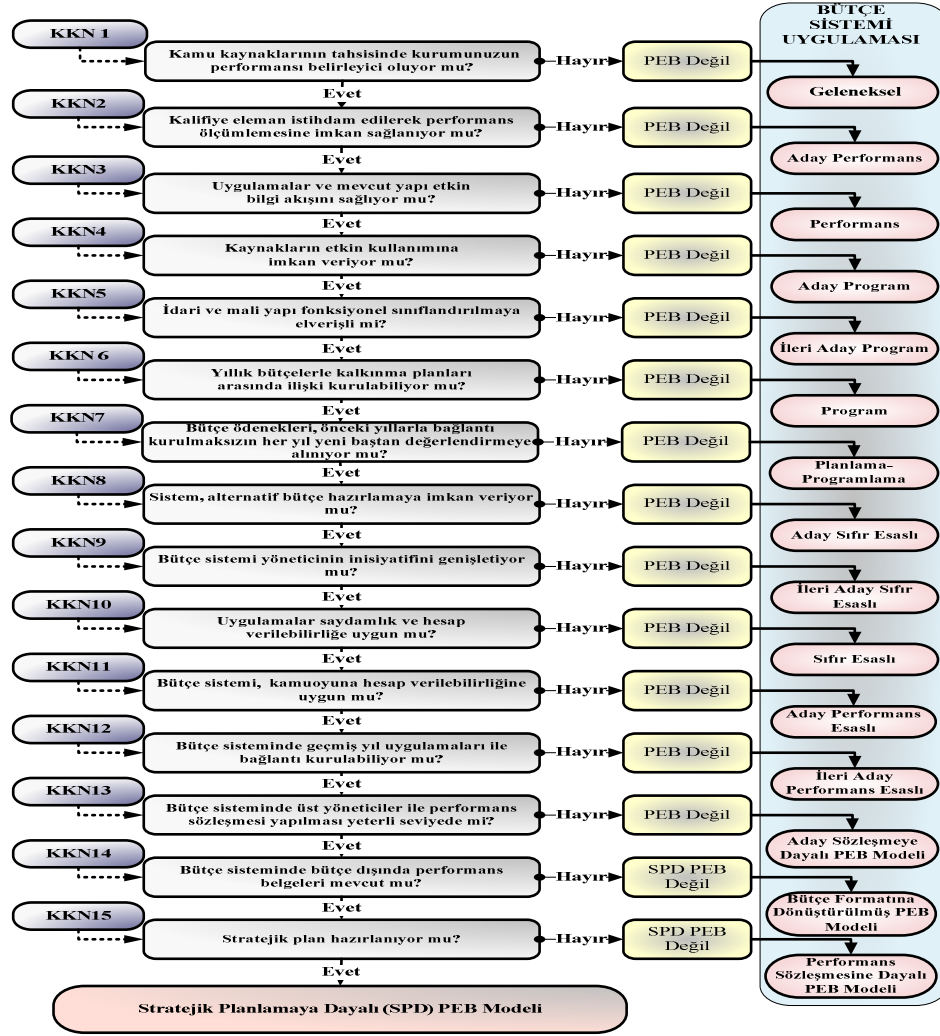 BÜTÇE
SİSTEMİ
UYGULAMASI
KKN 1
Kamu kaynaklarının tahsisinde kurumunuzun
performansı belirleyici oluyor mu?
Hayır
PEB Değil
Geleneksel
Evet
KKN2
Kalifiye eleman istihdam edilerek performans
ölçümlemesine imkan sağlanıyor mu?
Hayır
PEB Değil
Aday Performans
Evet
KKN3
Uygulamalar ve mevcut yapı etkin
bilgi akışını sağlıyor mu?
Hayır
PEB Değil
Performans
Evet
KKN4
Kaynakların etkin kullanımına
imkan veriyor mu?
Hayır
PEB Değil
Aday Program
Evet
KKN5
İdari ve mali yapı fonksiyonel sınıflandırılmaya
elverişli mi?
Hayır
PEB Değil
İleri Aday Program
Evet
KKN 6
Yıllık bütçelerle kalkınma planları
arasında ilişki kurulabiliyor mu?
Hayır
PEB Değil
Program
Evet
KKN7
Bütçe ödenekleri, önceki yıllarla bağlantı
kurulmaksızın her yıl yeni baştan değerlendirmeye
alınıyor mu?
Hayır
PEB Değil
Planlama-
Programlama
Evet
KKN8
Sistem, alternatif bütçe hazırlamaya imkan veriyor
mu?
Hayır
PEB Değil
Aday Sıfır Esaslı
Evet
KKN9
Bütçe sistemi yöneticinin inisiyatifini genişletiyor
mu?
Hayır
PEB Değil
İleri Aday Sıfır
Esaslı
Evet
KKN10
Uygulamalar saydamlık ve hesap
verilebilirliğe uygun mu?
Hayır
PEB Değil
Sıfır Esaslı
Evet
KKN11
Bütçe sistemi, kamuoyuna hesap verilebilirliğine
uygun mu?
Hayır
PEB Değil
Aday Performans
Esaslı
Evet
KKN12
Bütçe sisteminde geçmiş yıl uygulamaları ile
bağlantı kurulabiliyor mu?
Hayır
PEB Değil
İleri Aday
Performans Esaslı
Evet
KKN13
Bütçe sisteminde üst yöneticiler ile performans
sözleşmesi yapılması yeterli seviyede mi?
Hayır
PEB Değil
Aday Sözleşmeye
Dayalı PEB Modeli
Evet
KKN14
Bütçe sisteminde bütçe dışında performans
belgeleri mevcut mu?
Hayır
SPD PEB
Değil
Bütçe Formatına
Dönüştürülmüş PEB
Modeli
Evet
KKN15
Stratejik plan hazırlanıyor mu?
Hayır
SPD PEB
Değil
Performans
Sözleşmesine Dayalı
PEB Modeli
Evet
Stratejik Planlamaya Dayalı (SPD) PEB Modeli